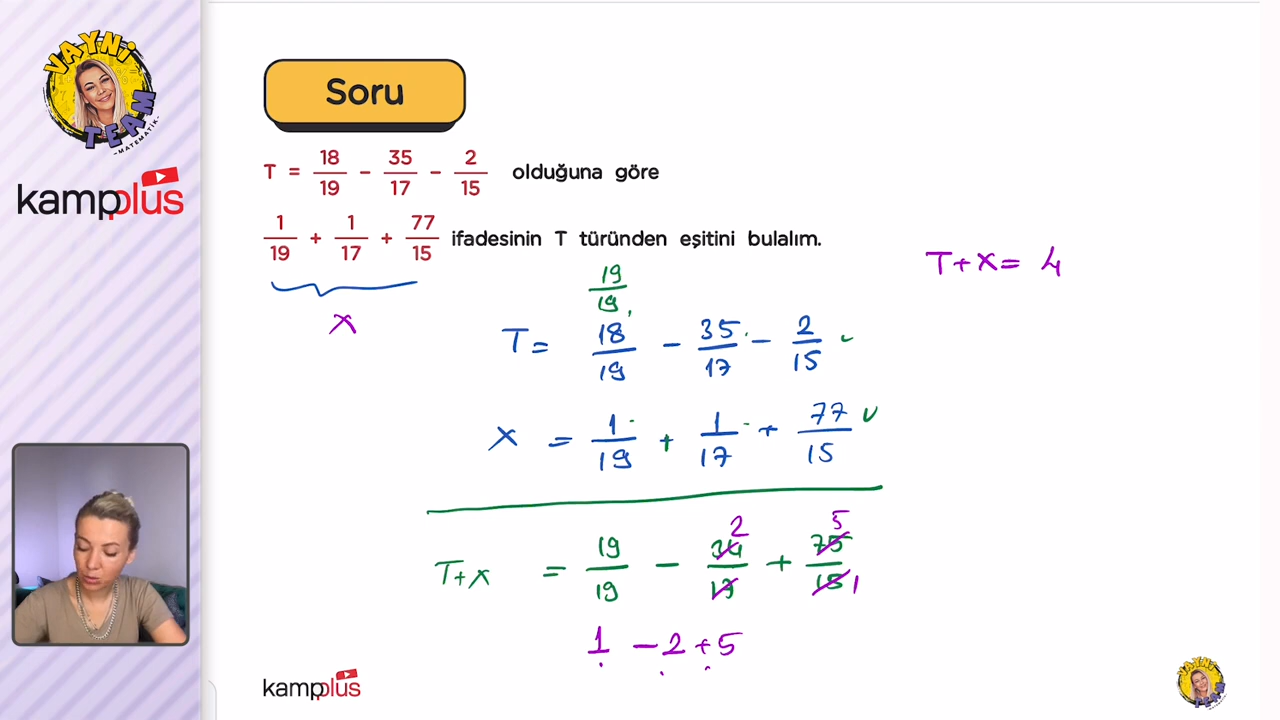 VAYNİ
TEAM
-MATEMATİK-
kampplus
Soru
T = 18/19 - 35/17 - 2/15 olduğuna göre
1/19 + 1/17 + 77/15 ifadesinin T türünden eşitini bulalım.
T+x= 4
x
19/19
T= 18/19 - 35/17 - 2/15
x = 1/19 + 1/17 + 77/15
2 5
T+x = 19/19 - 34/17 + 75/15 1
1 - 2 + 5
kampplus
VAYNİ
TEAM